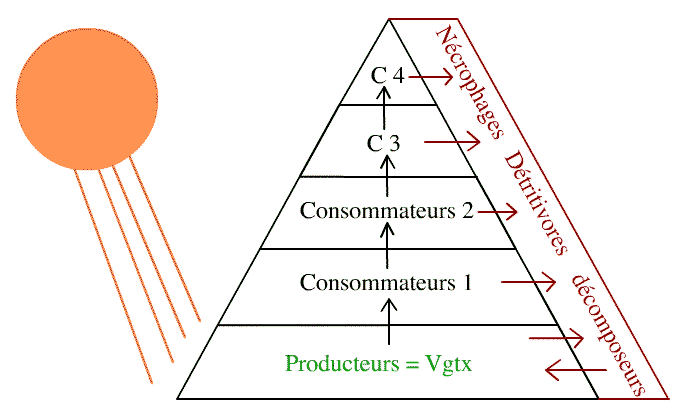 C 4
C 3
Consommateurs 2
Consommateurs 1
Producteurs = Vgtx
Nécrophages Détritivores décomposeurs